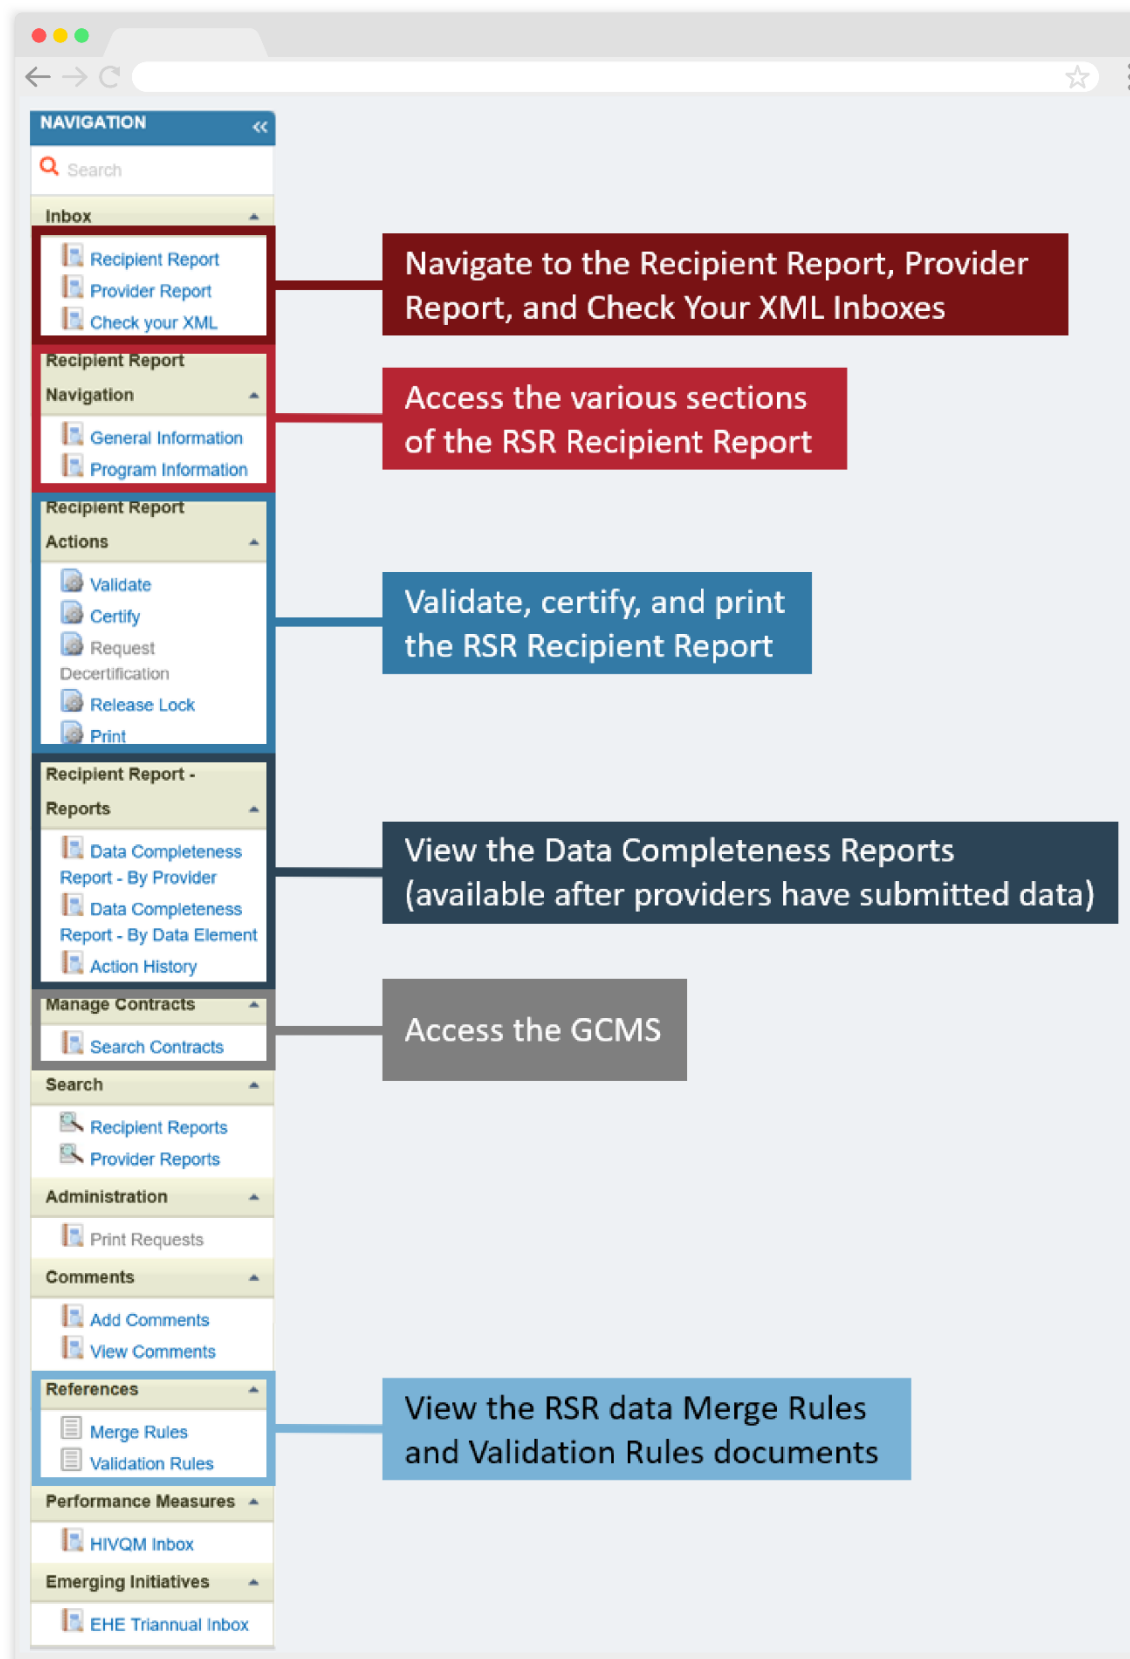 NAVIGATION
Search
Inbox
Recipient Report
Provider Report
Check your XML
Navigate to the Recipient Report, Provider
Report, and Check Your XML Inboxes
Recipient Report
Navigation
General Information
Program Information
Access the various sections
of the RSR Recipient Report
Recipient Report
Actions
Validate
Certify
Request
Decertification
Release Lock
Print
Validate, certify, and print
the RSR Recipient Report
Recipient Report -
Reports
Data Completeness
Report - By Provider
Data Completeness
Report - By Data Element
Action History
View the Data Completeness Reports
(available after providers have submitted data)
Manage Contracts
Search Contracts
Access the GCMS
Search
Recipient Reports
Provider Reports
Administration
Print Requests
Comments
Add Comments
View Comments
References
Merge Rules
Validation Rules
View the RSR data Merge Rules
and Validation Rules documents
Performance Measures
HIVQM Inbox
Emerging Initiatives
EHE Triannual Inbox